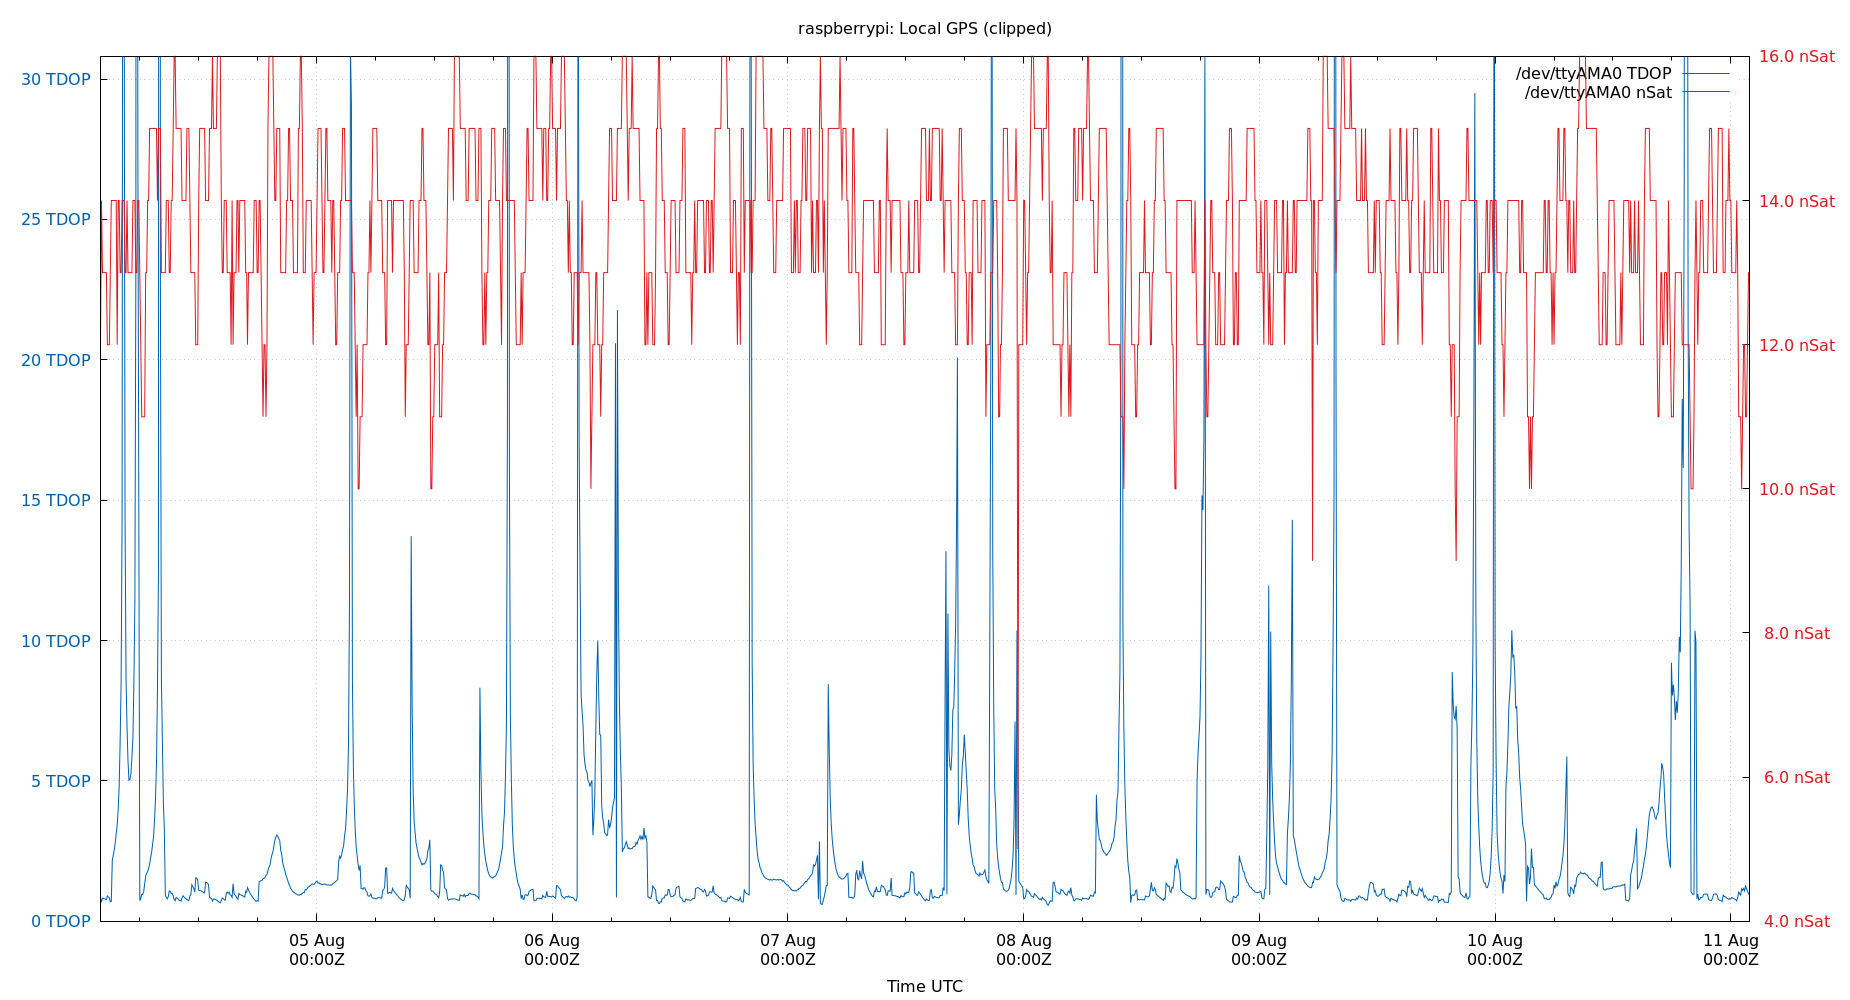 raspberrypi: Local GPS (clipped)
/dev/ttyAMA0 TDOP
/dev/ttyAMA0 nSat
30 TDOP
25 TDOP
20 TDOP
15 TDOP
10 TDOP
5 TDOP
0 TDOP
16.0 nSat
14.0 nSat
12.0 nSat
10.0 nSat
8.0 nSat
6.0 nSat
4.0 nSat
05 Aug
00:00Z
06 Aug
00:00Z
07 Aug
00:00Z
08 Aug
00:00Z
09 Aug
00:00Z
10 Aug
00:00Z
11 Aug
00:00Z
Time UTC